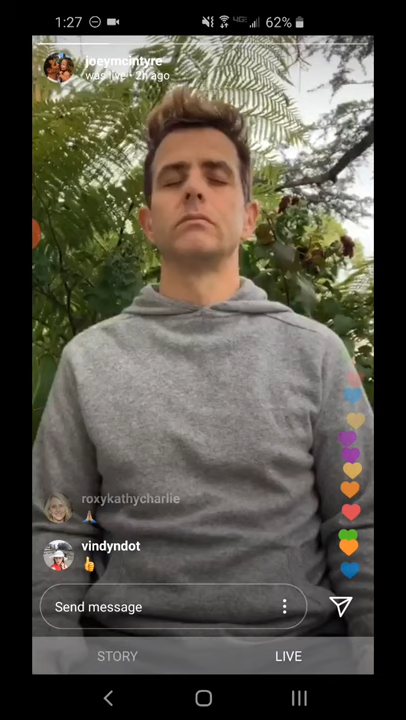 1:27
62%
joeymcintyre
was live • 2h ago
roxykathycharlie
vindyndot
Send message
STORY
LIVE